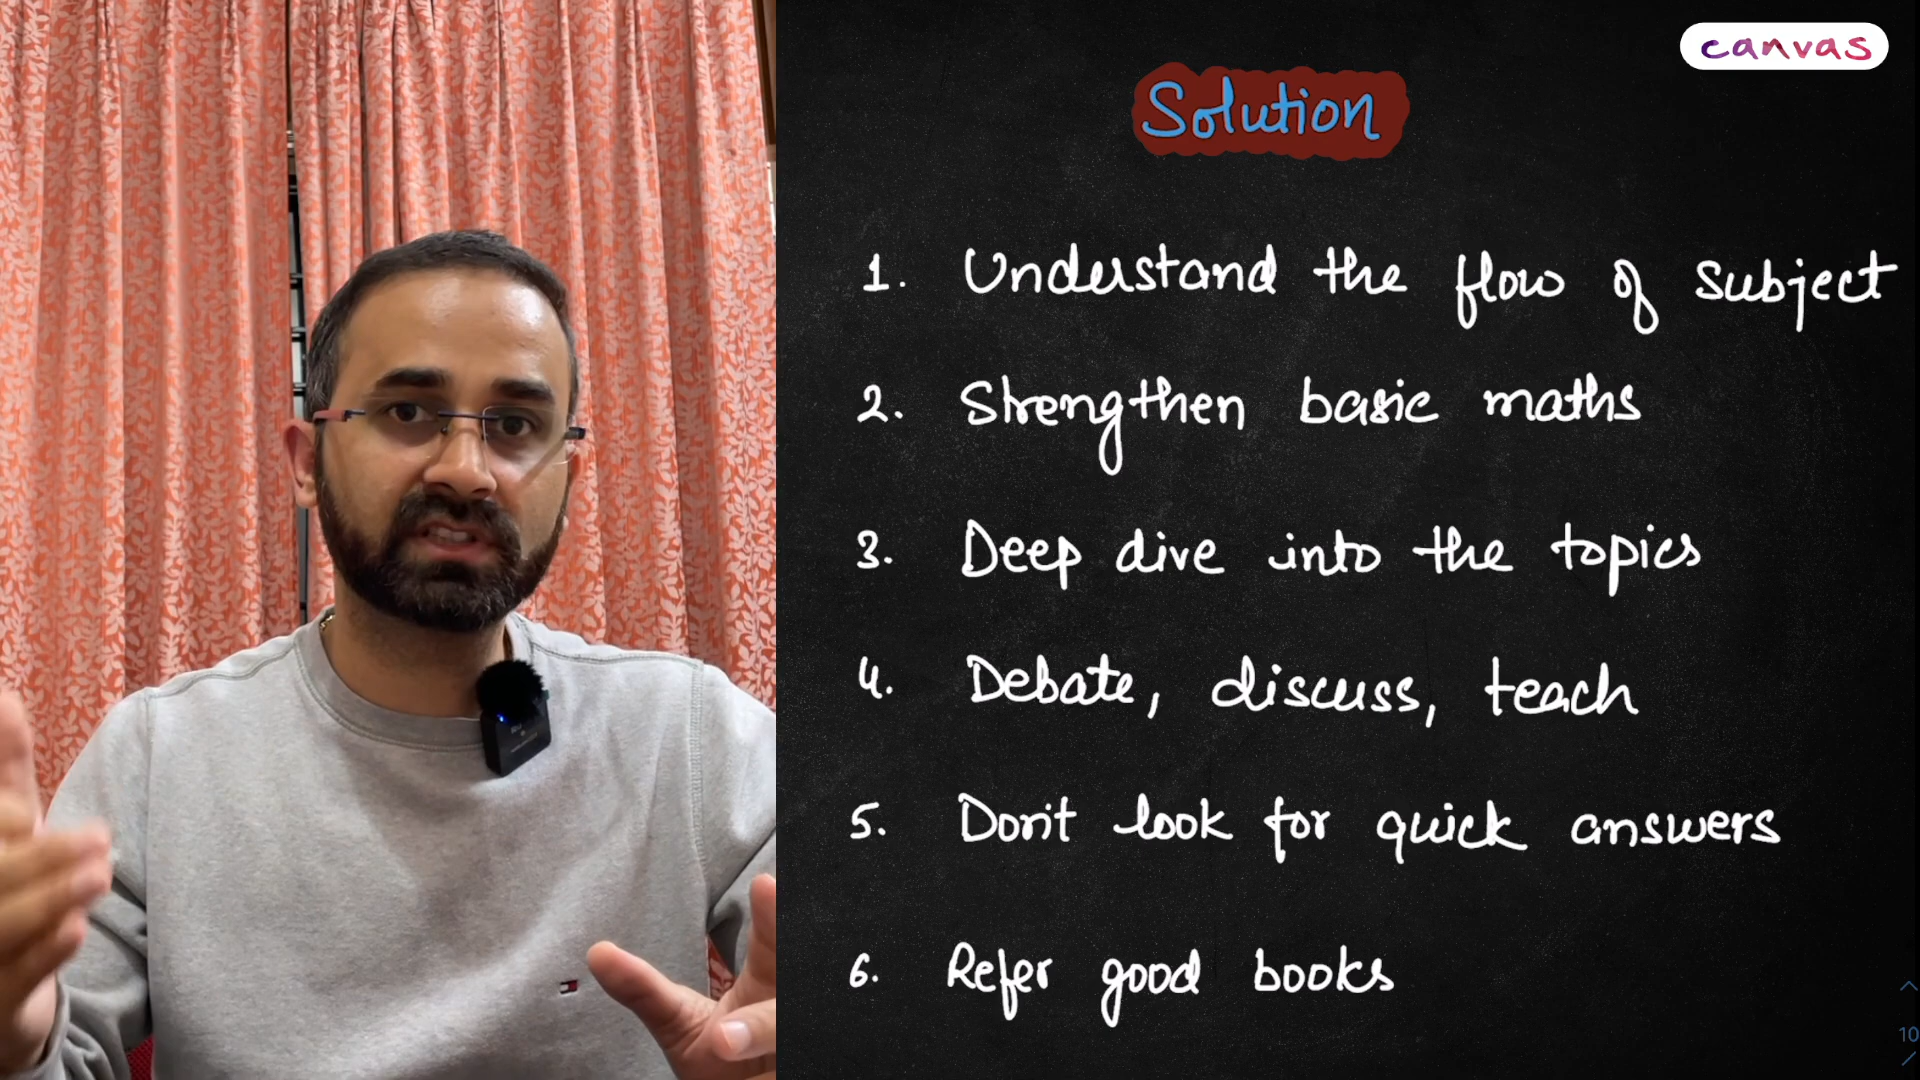 canvas
Solution
1. Understand the flow of subject
2. Strengthen basic maths
3. Deep dive into the topics
4. Debate, discuss, teach
5. Don't look for quick answers
6. Refer good books
10